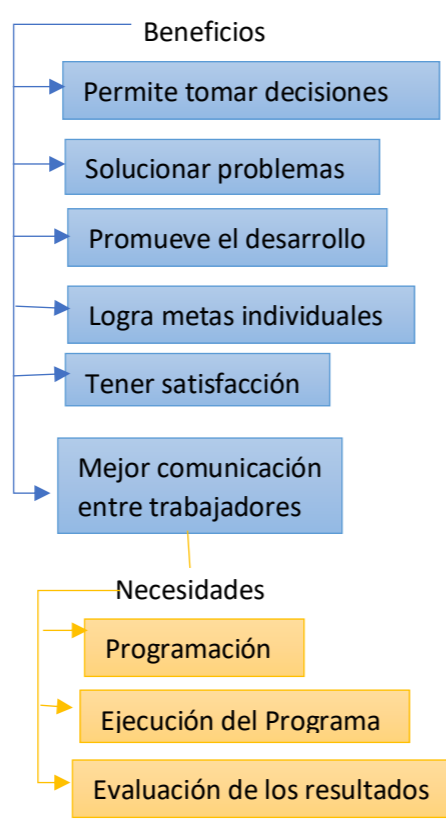 Beneficios
Permite tomar decisiones
Solucionar problemas
Promueve el desarrollo
Logra metas individuales
Tener satisfacción
Mejor comunicación
entre trabajadores
Necesidades
Programación
Ejecución del Programa
Evaluación de los resultados